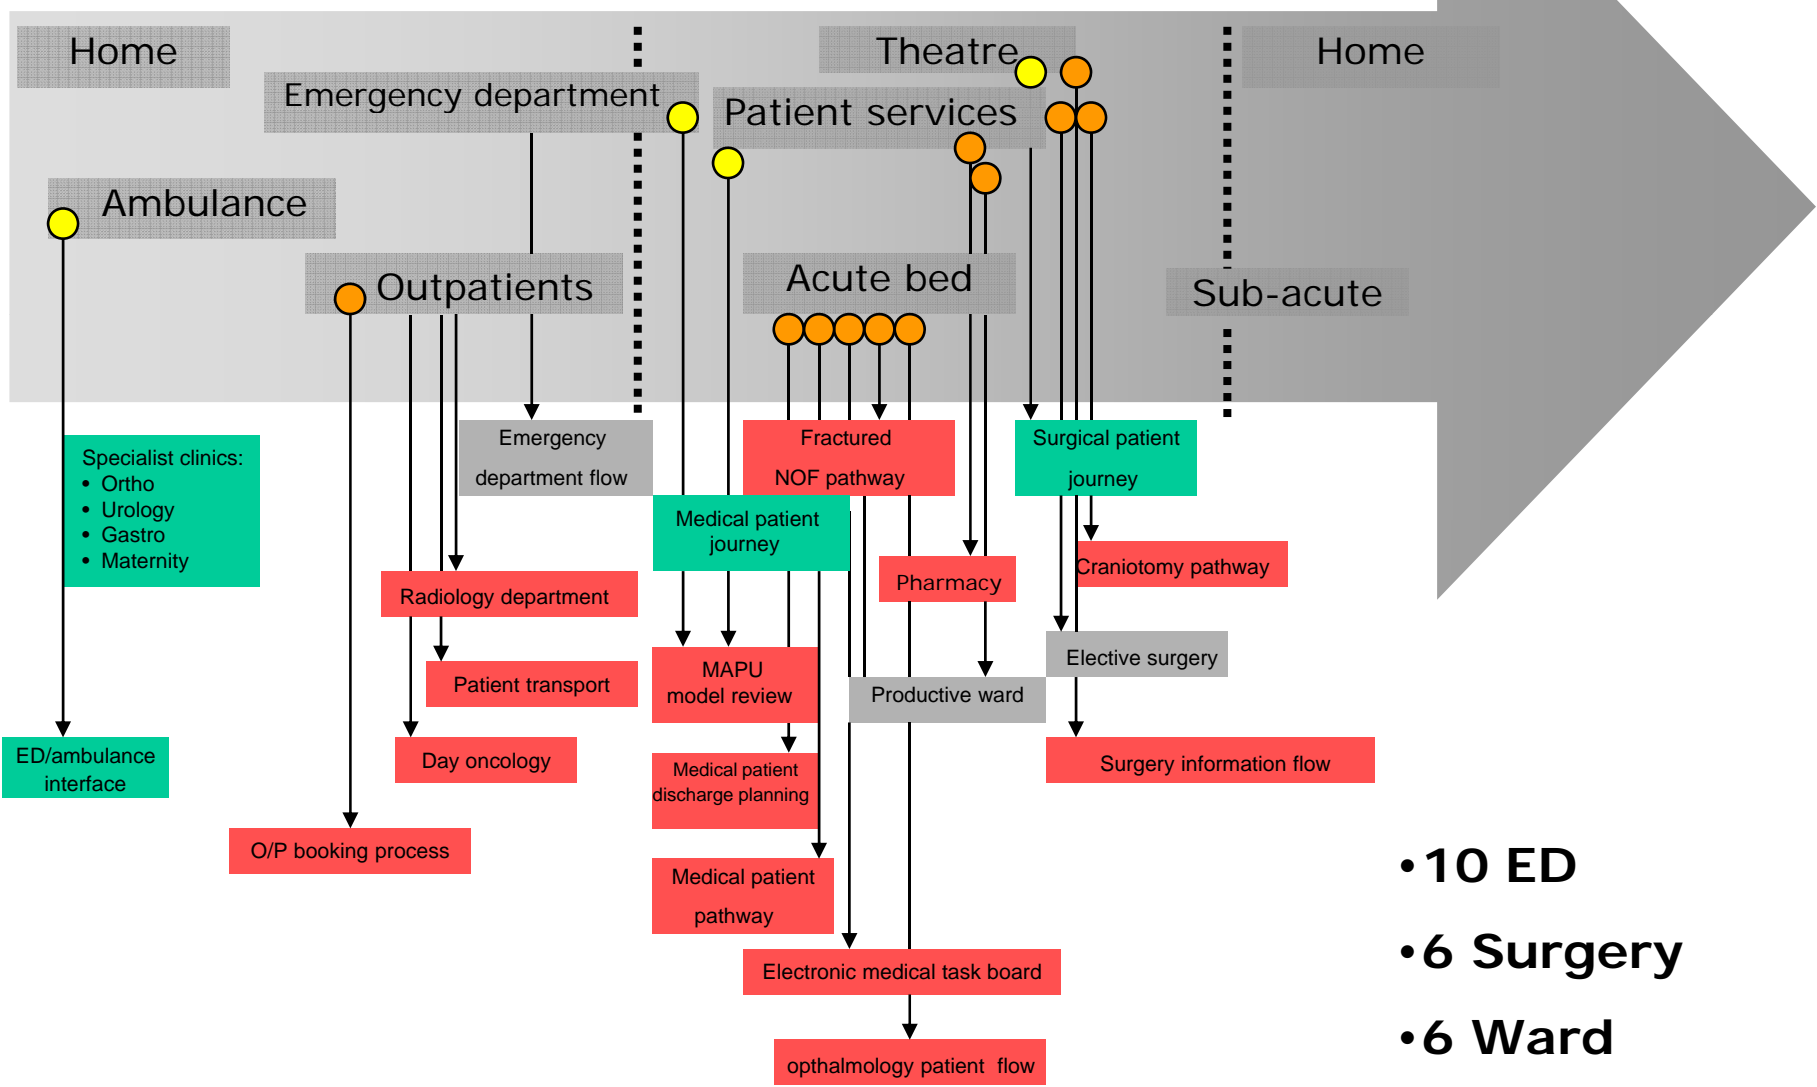 Home
Theatre
Home
Emergency department
Patient services
Ambulance
Outpatients
Acute bed
Sub-acute
Emergency
department flow
Fractured
NOF pathway
Surgical patient
journey
Specialist clinics:
• Ortho
• Urology
• Gastro
• Maternity
Medical patient
journey
Craniotomy pathway
Radiology department
Pharmacy
Patient transport
MAPU
model review
Productive ward
Elective surgery
ED/ambulance
interface
Day oncology
Medical patient
discharge planning
Surgery information flow
O/P booking process
Medical patient
pathway
Electronic medical task board
opthalmology patient flow
•10 ED
•6 Surgery
•6 Ward